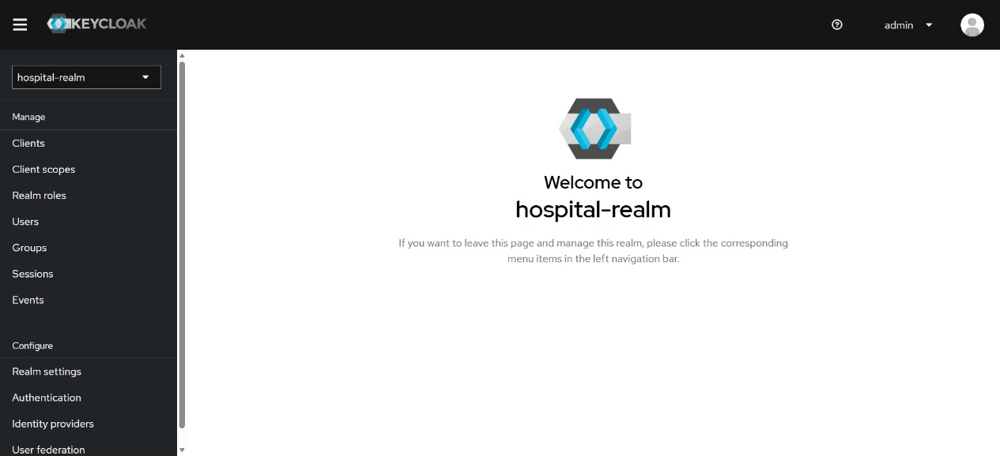 KEYCLOAK
admin
hospital-realm
Manage
Clients
Client scopes
Realm roles
Users
Groups
Sessions
Events
Configure
Realm settings
Authentication
Identity providers
User federation
Welcome to
hospital-realm
If you want to leave this page and manage this realm, please click the corresponding
menu items in the left navigation bar.